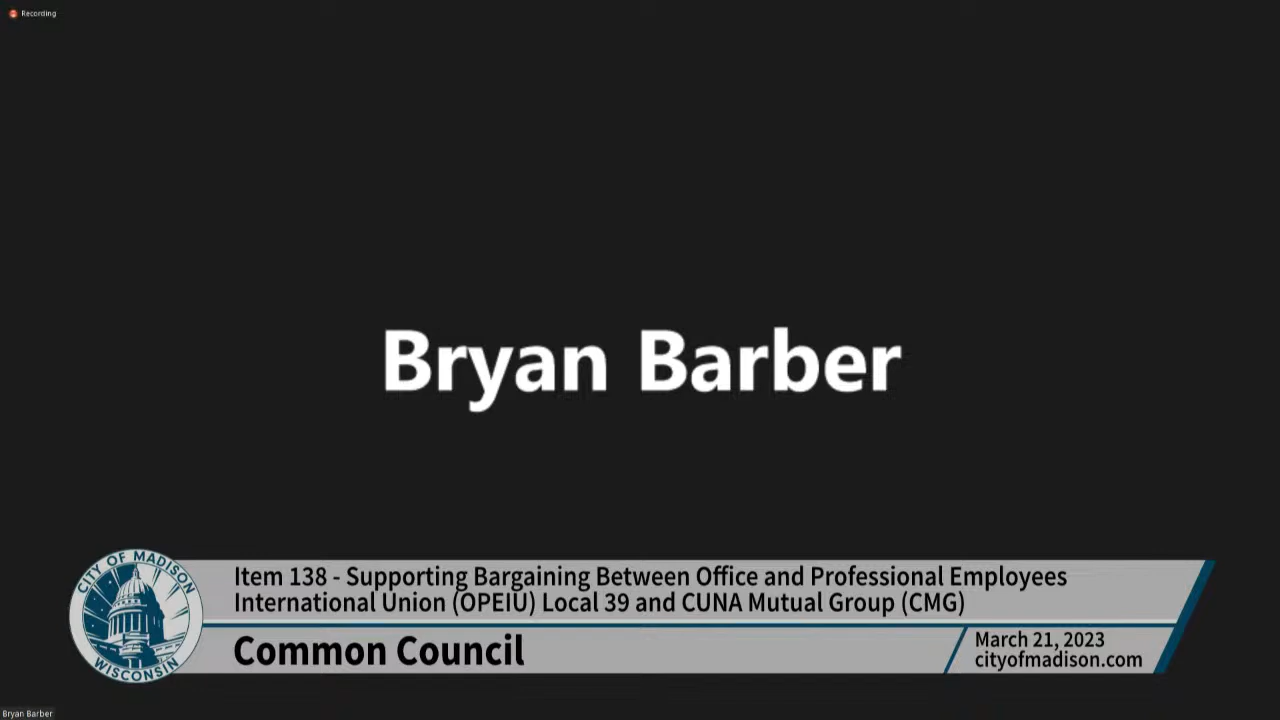 Recording
Bryan Barber
CITY OF MADISON
WISCONSIN
Item 138 - Supporting Bargaining Between Office and Professional Employees
International Union (OPEIU) Local 39 and CUNA Mutual Group (CMG)
Common Council
March 21, 2023
cityofmadison.com
Bryan Barber